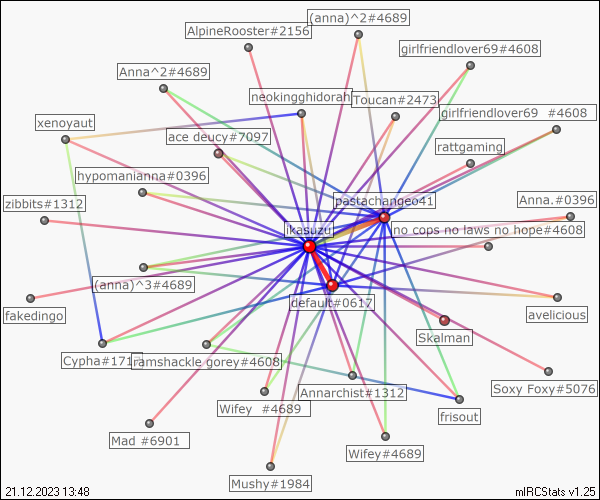 (anna)^2#4689
AlpineRooster#2156
girlfriendlover69#4608
Anna^2#4689
neokingghidorah
Toucan#2473
girlfriendlover69 #4608
xenoyaut
ace deucy#7097
rattgaming
hypomanianna#0396
pastachangeo41
Anna.#0396
zibbits#1312
ikasuzu
no cops no laws no hope#4608
(anna)^3#4689
default#0617
fakedingo
avelicious
Skalman
Cypha#171
ramshackle gorey#4608
Annarchist#1312
Soxy Foxy#5076
Wifey #4689
frisout
Mad #6901
Wifey#4689
Mushy#1984
21.12.2023 13:48
mIRCStats v1.25